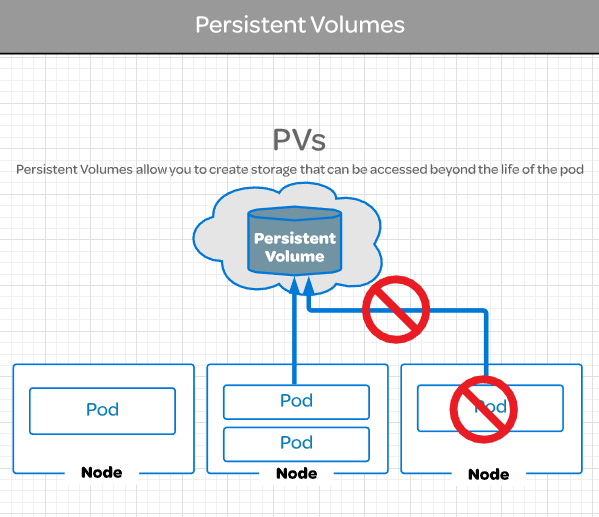 Persistent Volumes
PVs
Persistent Volumes allow you to create storage that can be accessed beyond the life of the pod
Persistent
Volume
Pod
Pod
Pod
Pod
Node
Node
Node